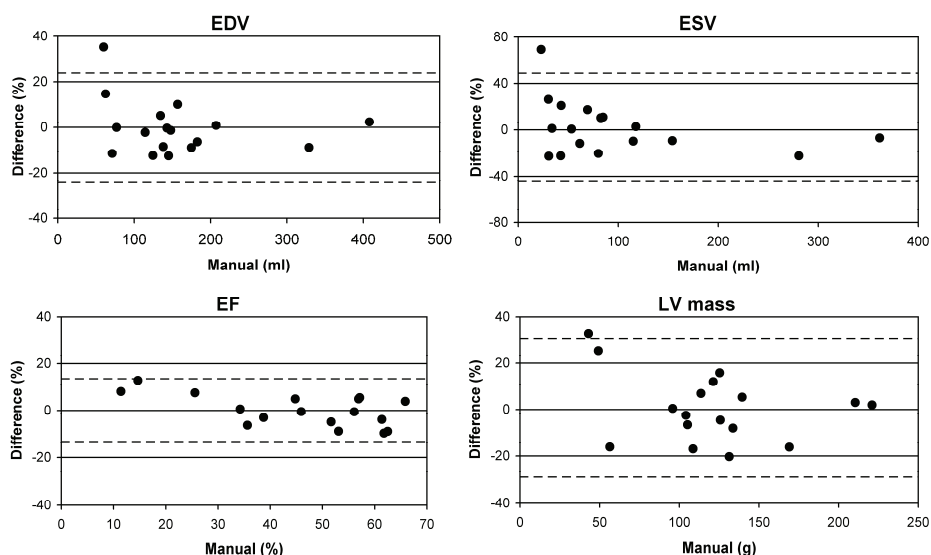 EDV
40
20
0
-20
-40
Difference (%)
0 100 200 300 400 500
Manual (ml)
ESV
80
40
0
-40
-80
Difference (%)
0 100 200 300 400
Manual (ml)
EF
40
20
0
-20
-40
Difference (%)
0 10 20 30 40 50 60 70
Manual (%)
LV mass
40
20
0
-20
-40
Difference (%)
0 50 100 150 200 250
Manual (g)